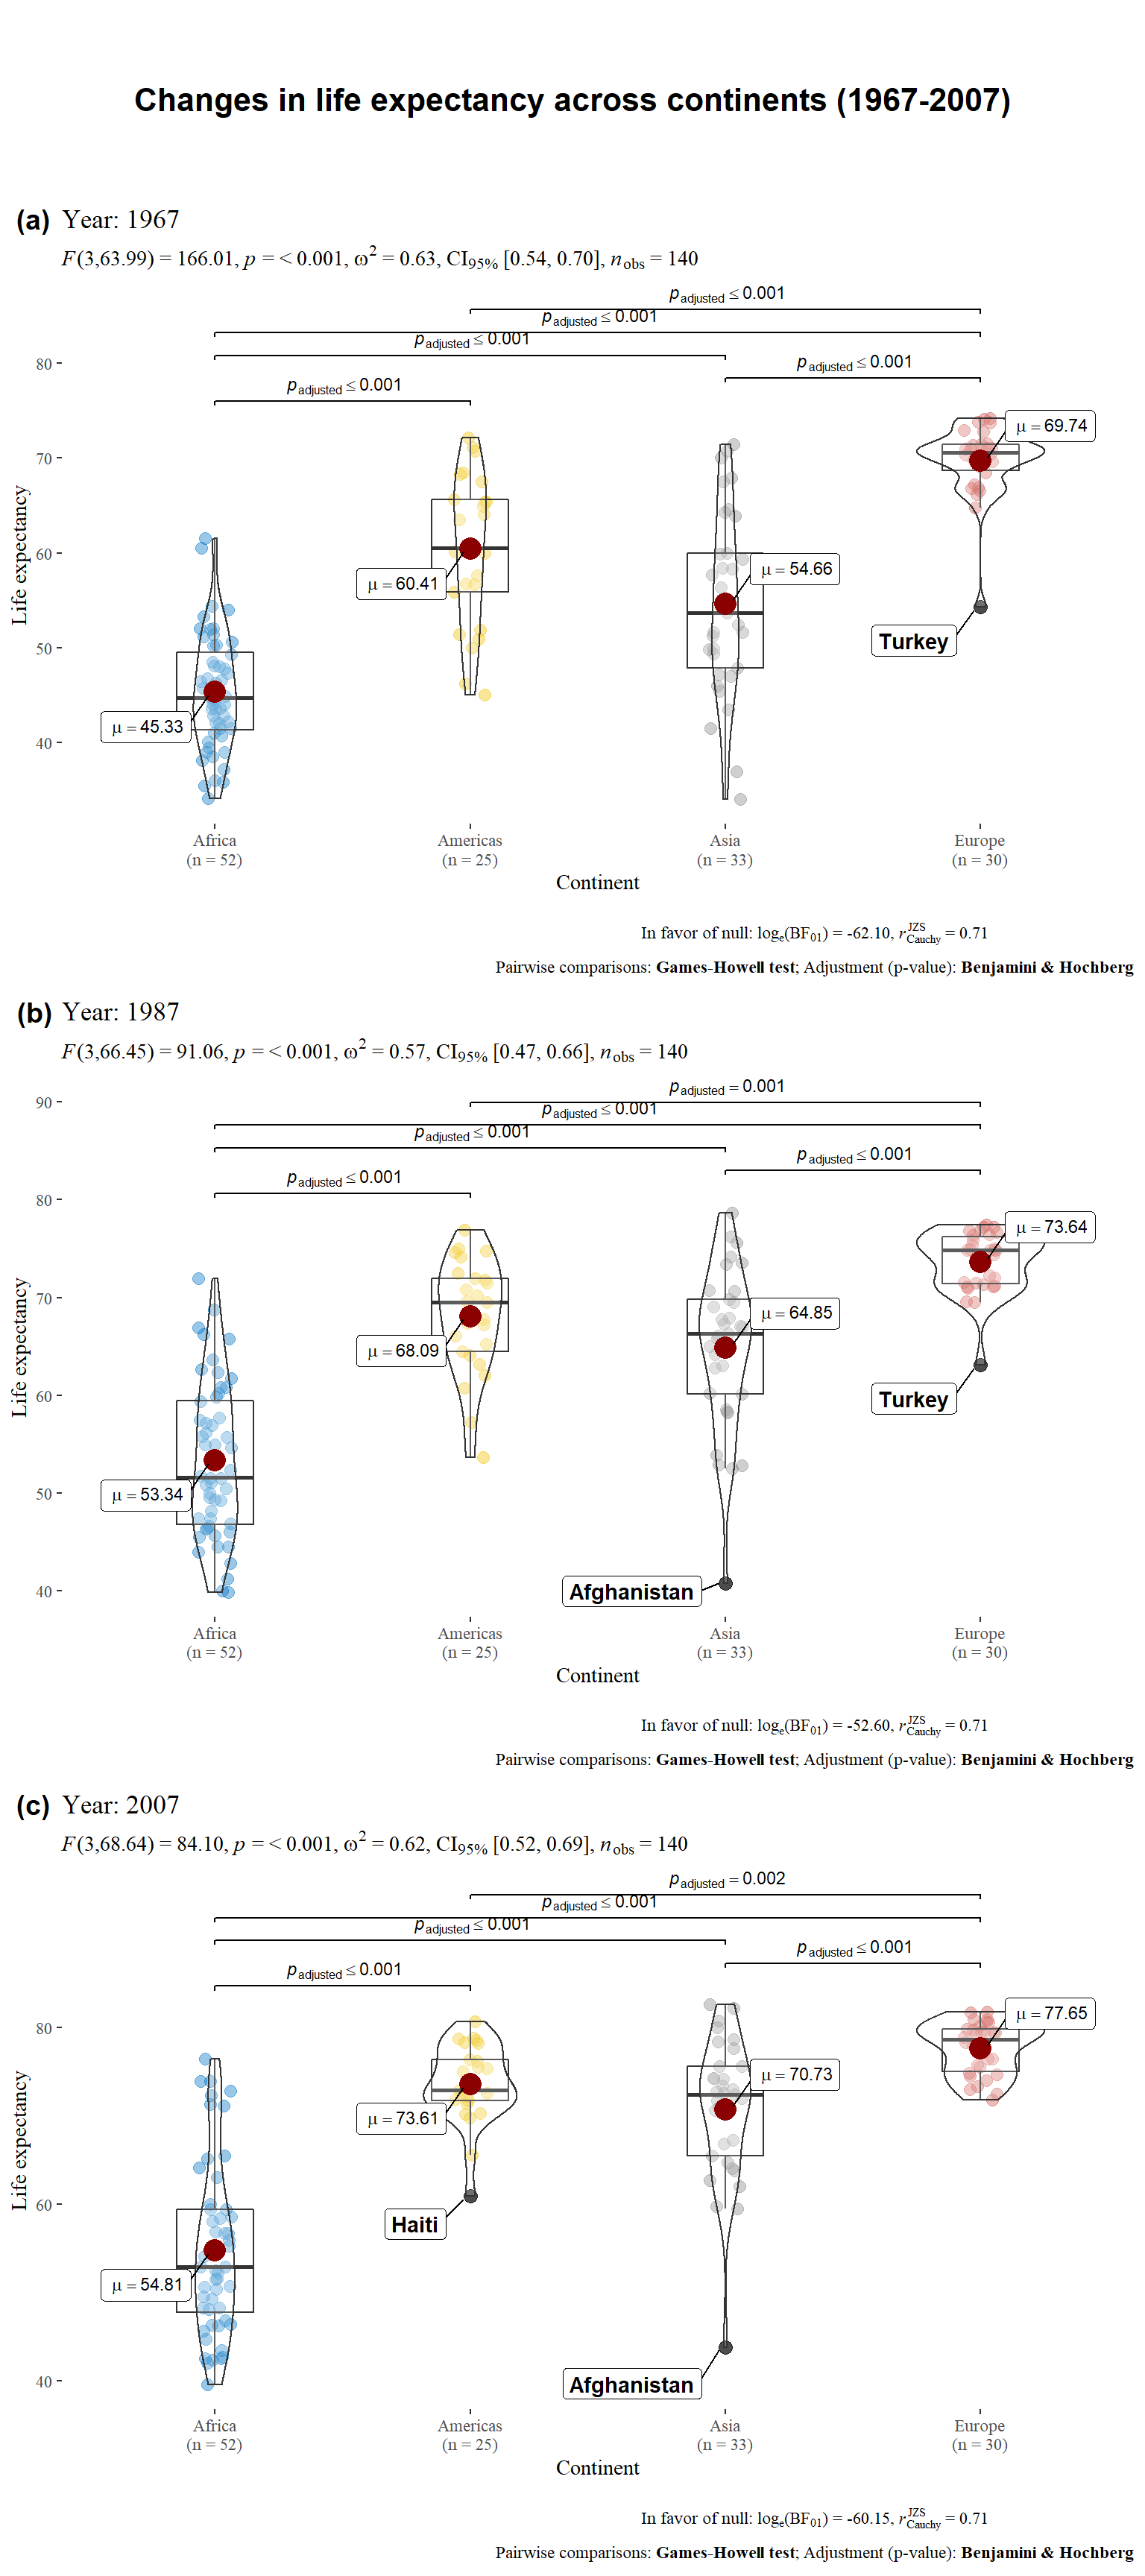 Changes in life expectancy across continents (1967-2007)
(a) Year: 1967
F(3,63.99) = 166.01, p = < 0.001, ω² = 0.63, CI95% [0.54, 0.70], nobs = 140
padjusted ≤ 0.001
padjusted ≤ 0.001
padjusted ≤ 0.001
padjusted ≤ 0.001
padjusted ≤ 0.001
80
70
60
50
40
Life expectancy
μ = 69.74
μ = 60.41
μ = 54.66
Turkey
μ = 45.33
Africa
(n = 52)
Americas
(n = 25)
Asia
(n = 33)
Europe
(n = 30)
Continent
In favor of null: loge(BF01) = -62.10, rJZSCauchy = 0.71
Pairwise comparisons: Games-Howell test; Adjustment (p-value): Benjamini & Hochberg
(b) Year: 1987
F(3,66.45) = 91.06, p = < 0.001, ω² = 0.57, CI95% [0.47, 0.66], nobs = 140
padjusted = 0.001
padjusted ≤ 0.001
padjusted ≤ 0.001
padjusted ≤ 0.001
padjusted ≤ 0.001
90
80
70
60
50
40
Life expectancy
μ = 73.64
μ = 68.09
μ = 64.85
Turkey
μ = 53.34
Afghanistan
Africa
(n = 52)
Americas
(n = 25)
Asia
(n = 33)
Europe
(n = 30)
Continent
In favor of null: loge(BF01) = -52.60, rJZSCauchy = 0.71
Pairwise comparisons: Games-Howell test; Adjustment (p-value): Benjamini & Hochberg
(c) Year: 2007
F(3,68.64) = 84.10, p = < 0.001, ω² = 0.62, CI95% [0.52, 0.69], nobs = 140
padjusted = 0.002
padjusted ≤ 0.001
padjusted ≤ 0.001
padjusted ≤ 0.001
padjusted ≤ 0.001
80
60
40
Life expectancy
μ = 77.65
μ = 73.61
μ = 70.73
Haiti
μ = 54.81
Afghanistan
Africa
(n = 52)
Americas
(n = 25)
Asia
(n = 33)
Europe
(n = 30)
Continent
In favor of null: loge(BF01) = -60.15, rJZSCauchy = 0.71
Pairwise comparisons: Games-Howell test; Adjustment (p-value): Benjamini & Hochberg